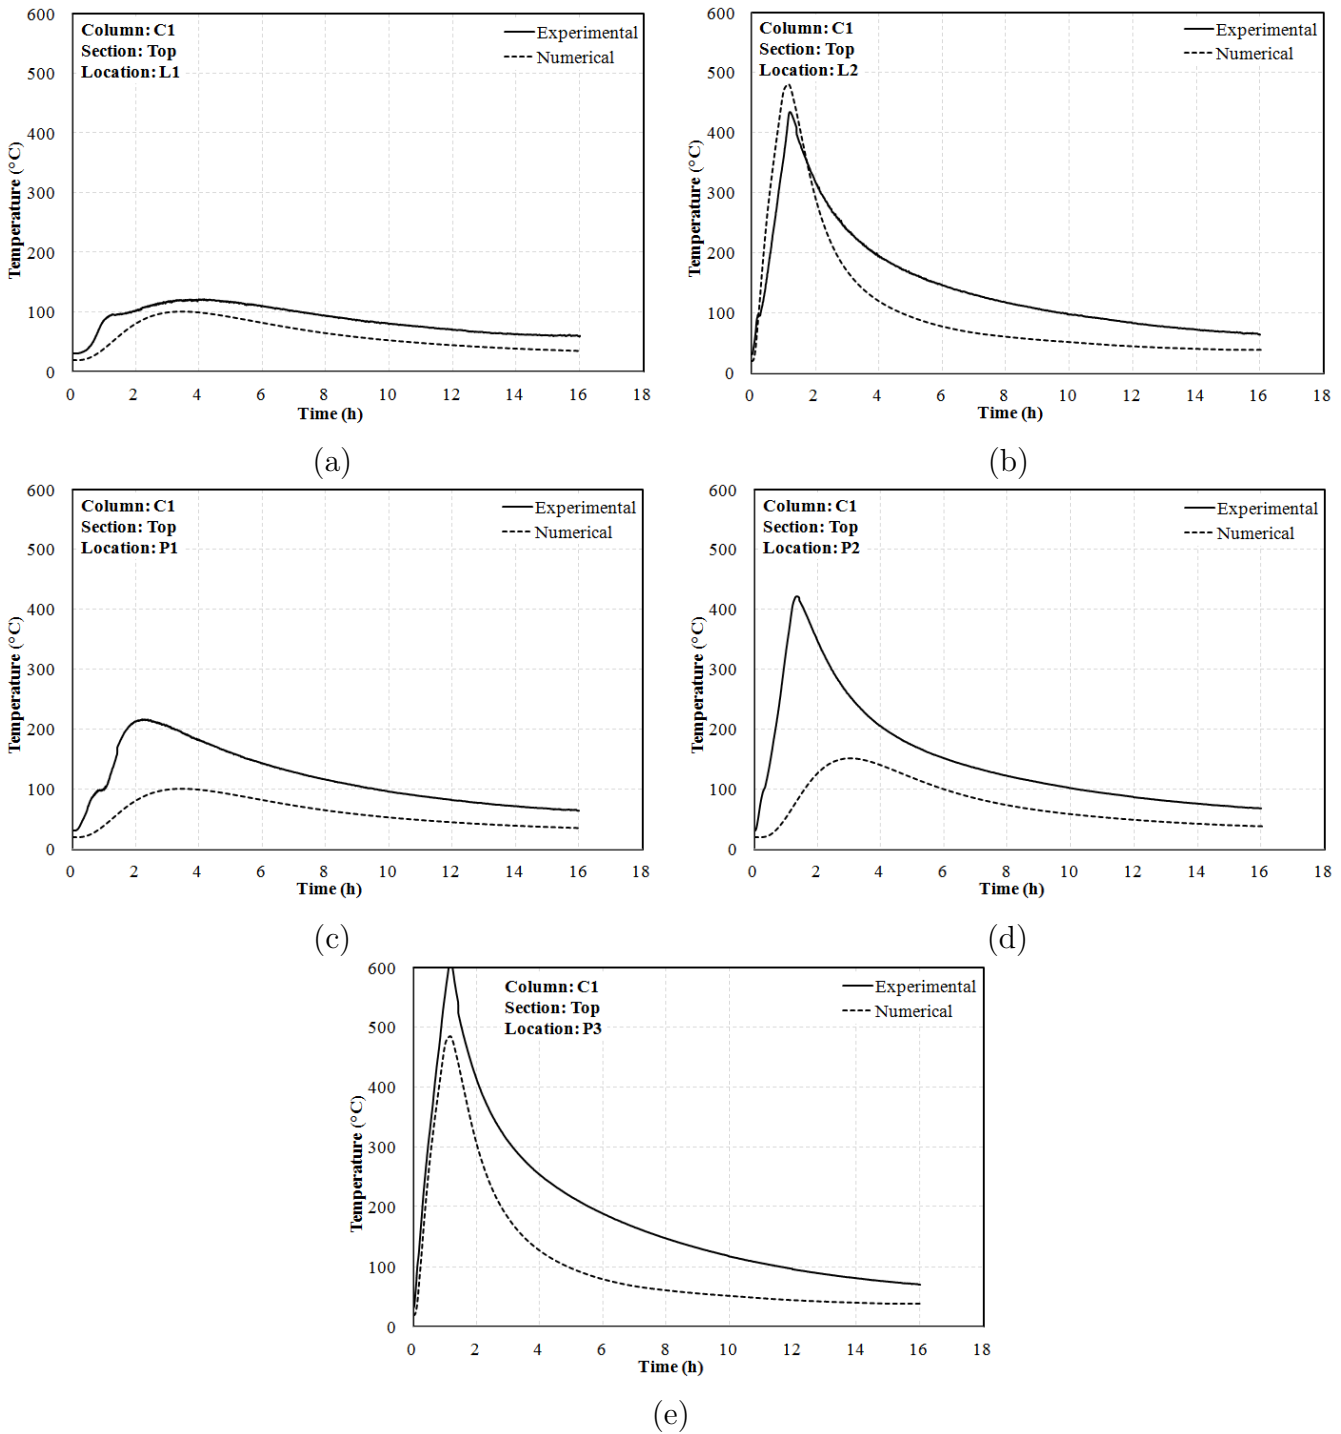 600
500
400
300
200
100
0
Temperature (°C)
Column: C1
Section: Top
Location: L1
Experimental
Numerical
0 2 4 6 8 10 12 14 16 18
Time (h)
(a)
600
500
400
300
200
100
0
Temperature (°C)
Column: C1
Section: Top
Location: L2
Experimental
Numerical
0 2 4 6 8 10 12 14 16 18
Time (h)
(b)
600
500
400
300
200
100
0
Temperature (°C)
Column: C1
Section: Top
Location: P1
Experimental
Numerical
0 2 4 6 8 10 12 14 16 18
Time (h)
(c)
600
500
400
300
200
100
0
Temperature (°C)
Column: C1
Section: Top
Location: P2
Experimental
Numerical
0 2 4 6 8 10 12 14 16 18
Time (h)
(d)
600
500
400
300
200
100
0
Temperature (°C)
Column: C1
Section: Top
Location: P3
Experimental
Numerical
0 2 4 6 8 10 12 14 16 18
Time (h)
(e)